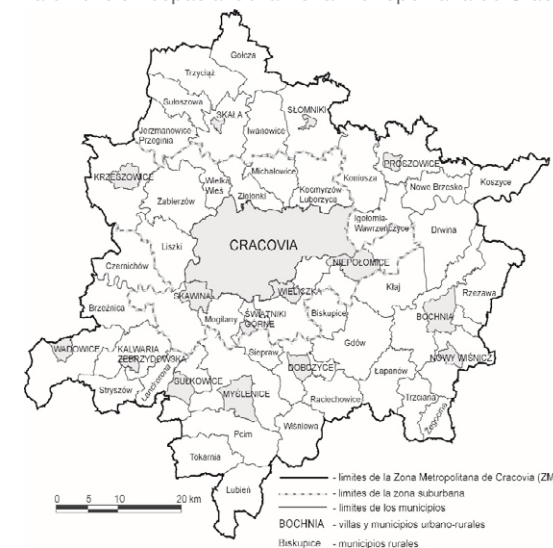 Gołcza
Trzyciąż
Sułoszowa
SKAŁA
SŁOMNIKI
Jerzmanowice
Przeginia
Iwanowice
KRZESZOWICE
Wielka
Wieś
Michałowice
Zielonki
Kocmyrzów
Luborzyca
Koniusza
PROSZOWICE
Nowe Brzesko
Koszyce
Zabierzów
Igołomia-
Wawrzeńczyce
Drwina
Liszki
CRACOVIA
NIEPOŁOMICE
Czernichów
Kłaj
Rzezawa
SKAWINA
WIELICZKA
Brzeźnica
Mogilany
ŚWIĄTNIKI
GÓRNE
Biskupice
BOCHNIA
Gdów
WADOWICE
KALWARIA
ZEBRZYDOWSKA
Siepraw
DOBCZYCE
NOWY WIŚNICZ
Łapanów
Stryszów
Lanckorona
SUŁKOWICE
MYŚLENICE
Raciechowice
Trzciana
Żegocina
Pcim
Wiśniowa
Tokarnia
Lubień
0 5 10 20 km
- limites de la Zona Metropolitana de Cracovia (ZM
- limites de la zona suburbana
- limites de los municipios
BOCHNIA - villas y municipios urbano-rurales
Biskupice - municipios rurales